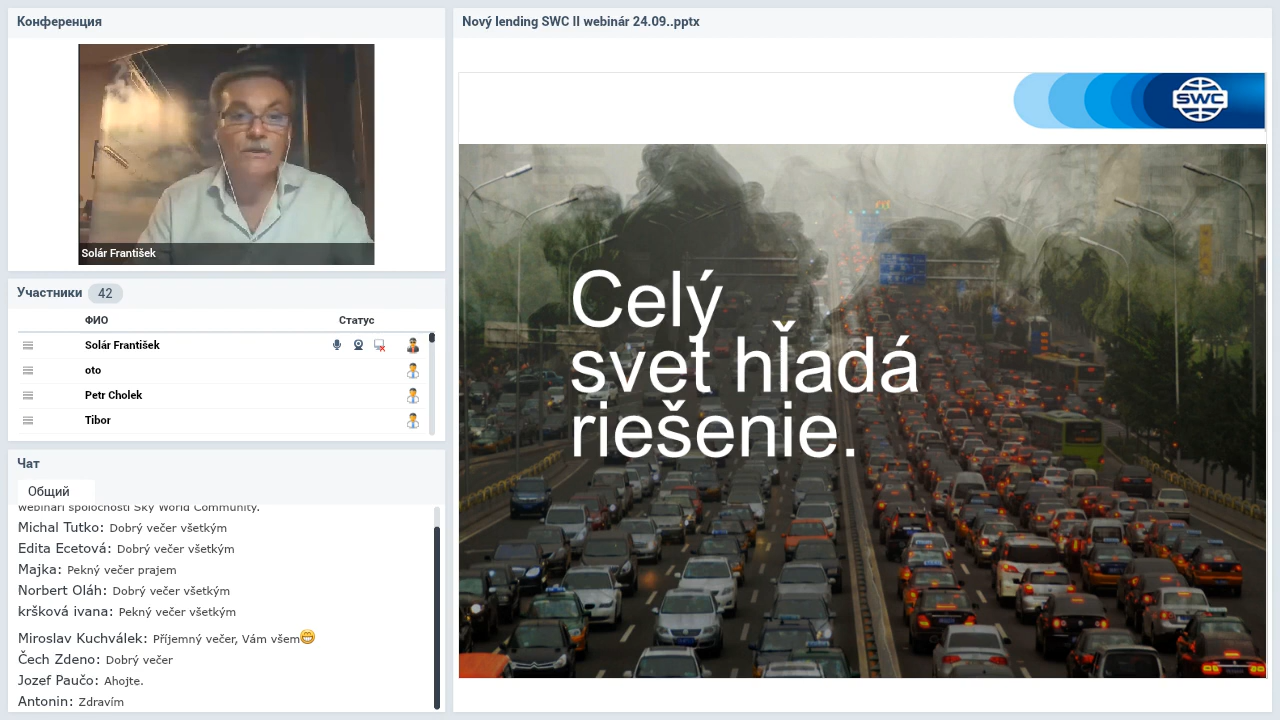 Конференция
Solár František
Участники 42
ФИО Статус
Solár František
oto
Petr Cholek
Tibor
Чат
Общий
webinári spoločnosti Sky World Community.
Michal Tutko: Dobrý večer všetkým
Edita Ecetová: Dobrý večer všetkým
Majka: Pekný večer prajem
Norbert Oláh: Dobrý večer všetkým
kršková ivana: Pekný večer všetkým
Miroslav Kuchválek: Příjemný večer, Vám všem😁
Čech Zdeno: Dobrý večer
Jozef Paučo: Ahojte.
Antonin: Zdravím
Nový lending SWC II webinár 24.09..pptx
SWC
Celý
svet hľadá
riešenie.